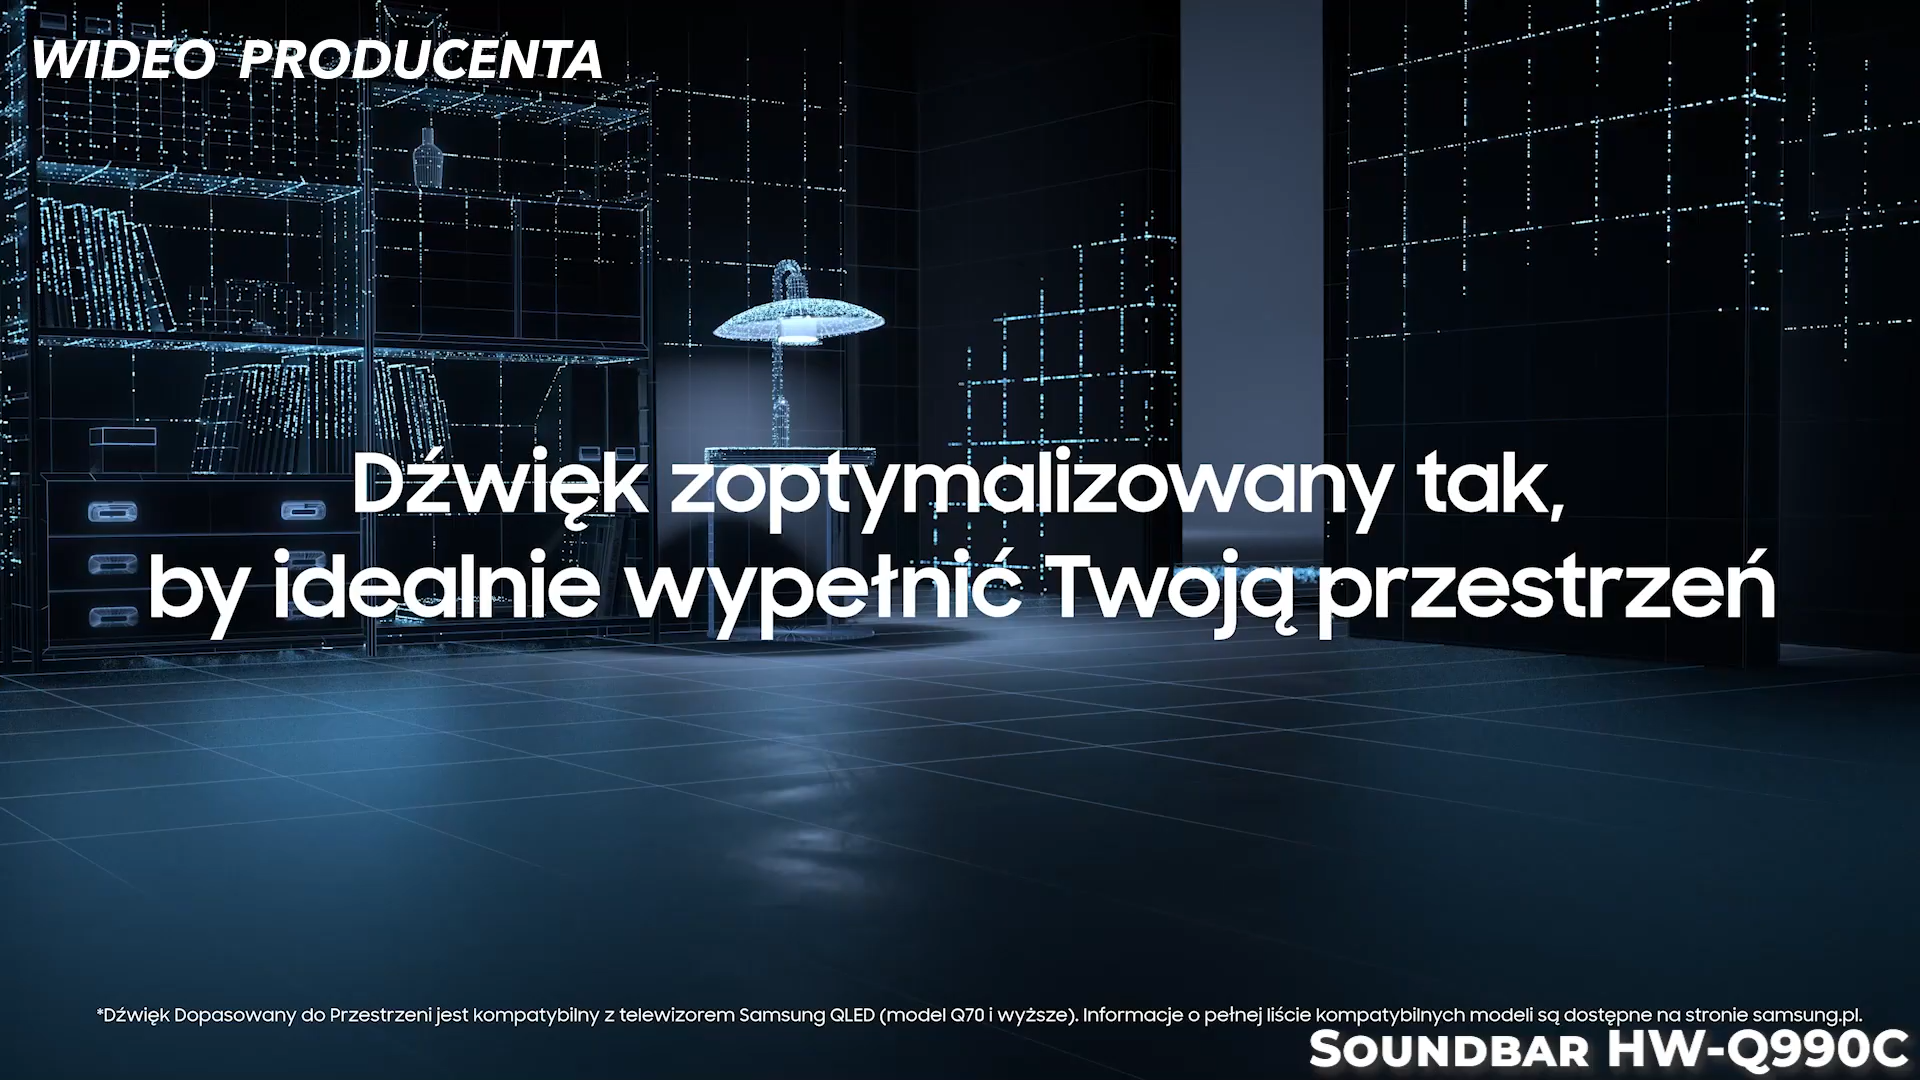 WIDEO PRODUCENTA
Dźwięk zoptymalizowany tak,
by idealnie wypełnić Twoją przestrzeń
*Dźwięk Dopasowany do Przestrzeni jest kompatybilny z telewizorem Samsung QLED (model Q70 i wyższe). Informacje o pełnej liście kompatybilnych modeli są dostępne na stronie samsung.pl.
SOUNDBAR HW-Q990C